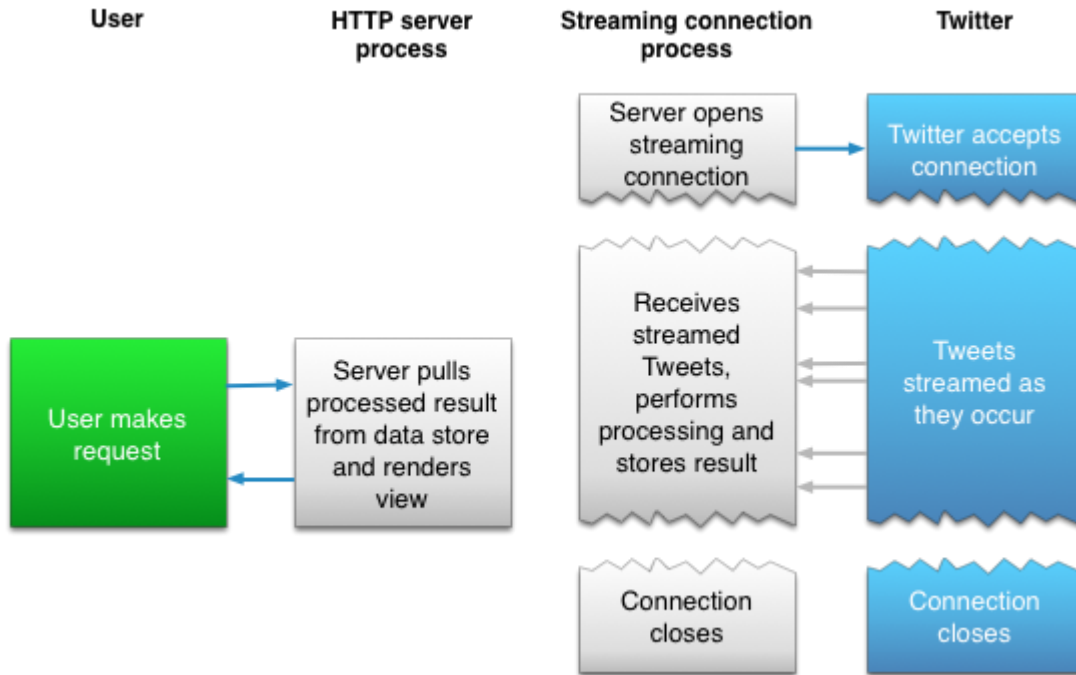 User
HTTP server
process
Streaming connection
process
Twitter
Server opens
streaming
connection
Twitter accepts
connection
User makes
request
Server pulls
processed result
from data store
and renders
view
Receives
streamed
Tweets,
performs
processing and
stores result
Tweets
streamed as
they occur
Connection
closes
Connection
closes